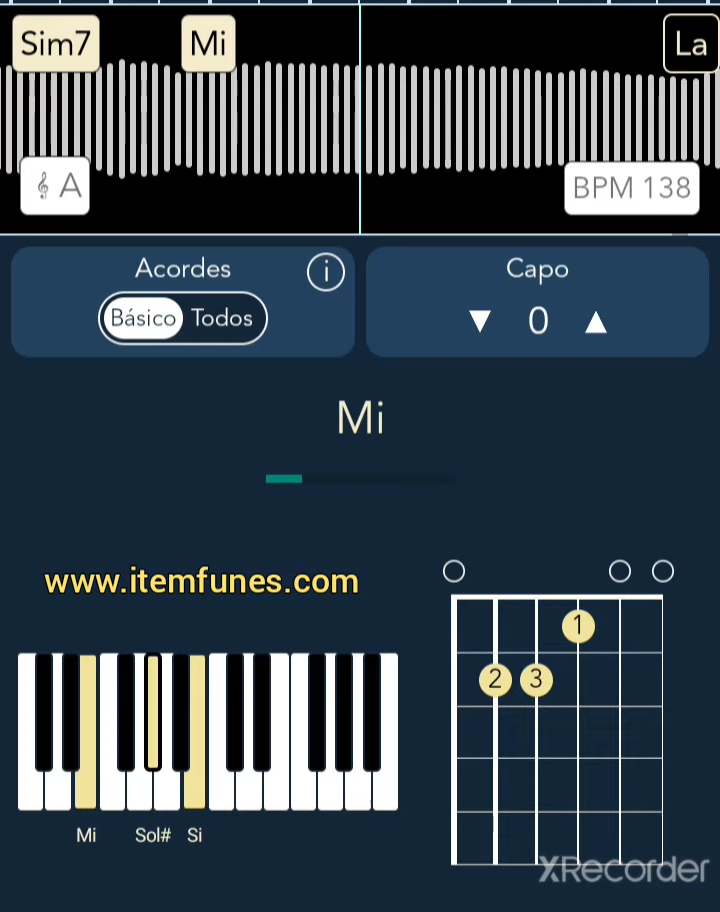 Sim7 Mi La
A BPM 138
Acordes i Capo
Básico Todos ▼ 0 ▲
Mi
www.itemfunes.com
1
2 3
Mi Sol# Si
XRecorder